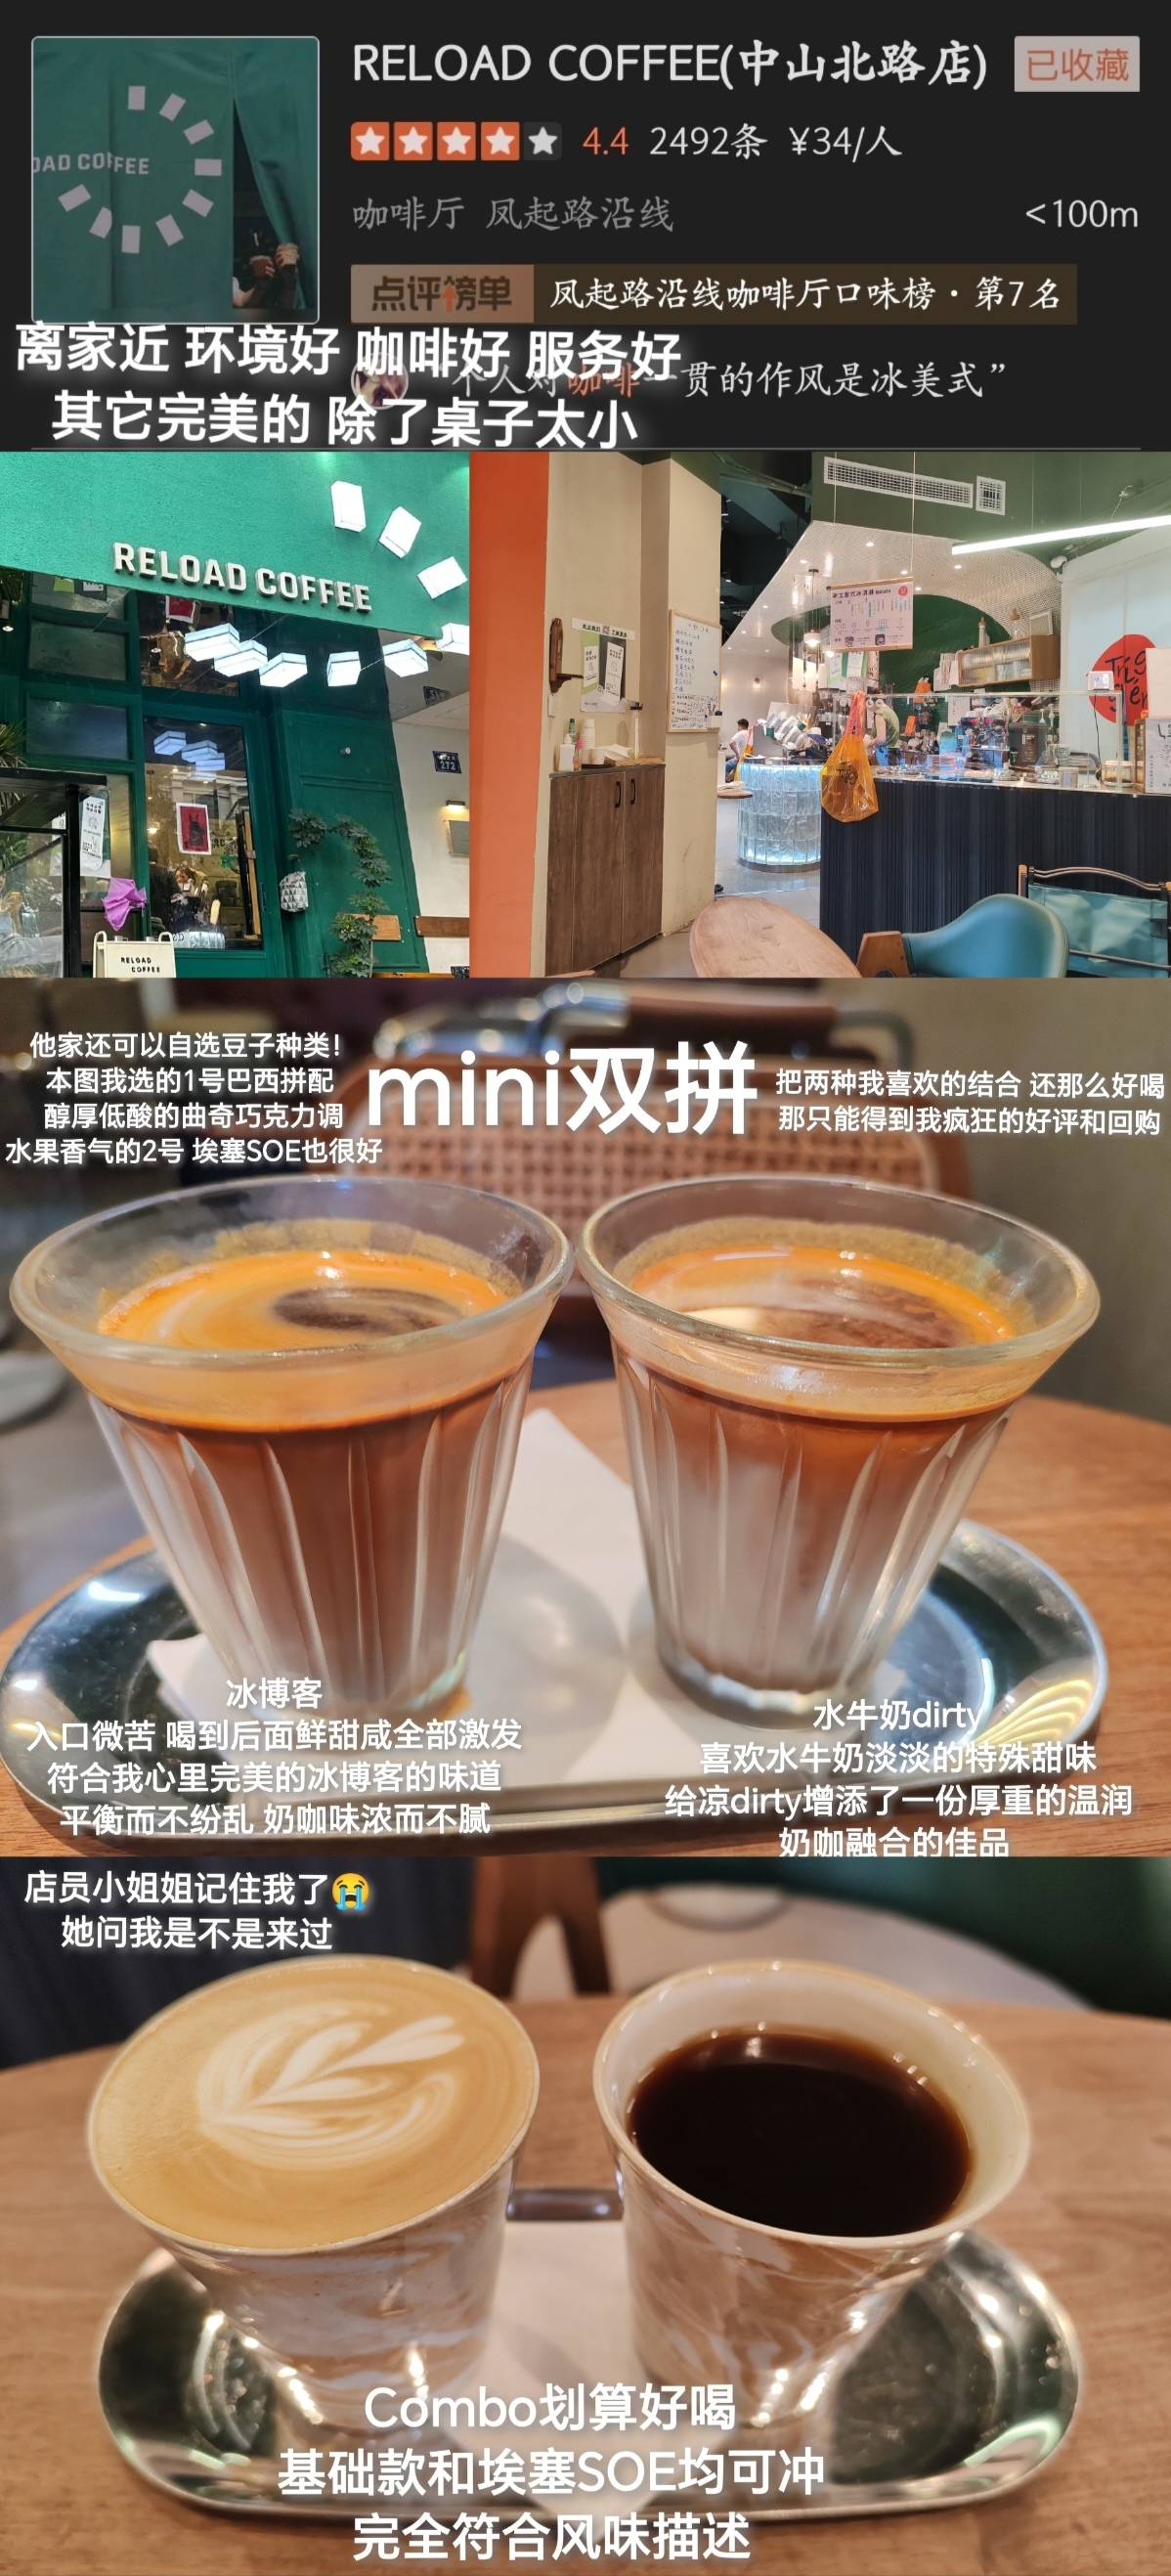 RELOAD COFFEE(中山北路店)
已收藏
4.4 2492条 ¥34/人
咖啡厅 凤起路沿线
<100m
点评榜单
凤起路沿线咖啡厅口味榜·第7名
离家近 环境好 咖啡好 服务好
“个人对咖啡一贯的作风是冰美式”
其它完美的 除了桌子太小
OAD COFFEE
RELOAD COFFEE
272
RELOAD
COFFEE
他家还可以自选豆子种类!
本图我选的1号巴西拼配
醇厚低酸的曲奇巧克力调
水果香气的2号 埃塞SOE也很好
mini双拼
把两种我喜欢的结合 还那么好喝
那只能得到我疯狂的好评和回购
冰博客
入口微苦 喝到后面鲜甜咸全部激发
符合我心里完美的冰博客的味道
平衡而不纷乱 奶咖味浓而不腻
水牛奶dirty
喜欢水牛奶淡淡的特殊甜味
给凉dirty增添了一份厚重的温润
奶咖融合的佳品
店员小姐姐记住我了😭
她问我是不是来过
Combo划算好喝
基础款和埃塞SOE均可冲
完全符合风味描述